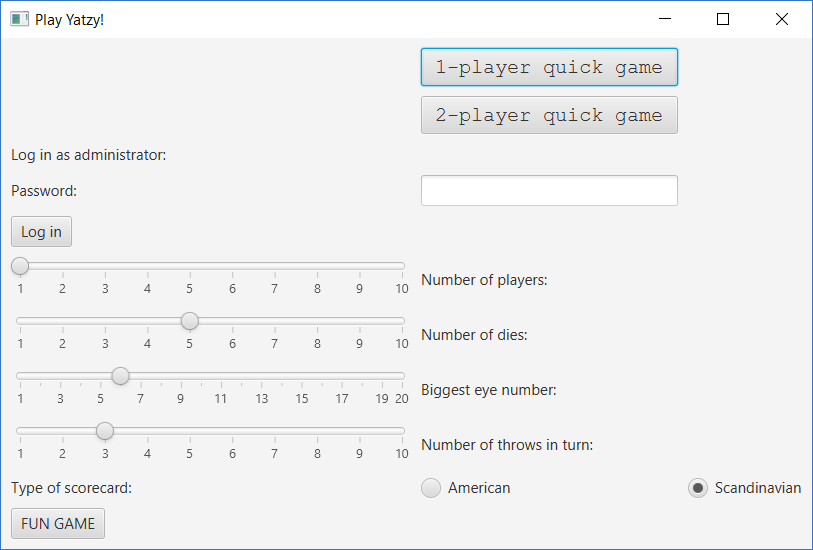 Play Yatzy!
1-player quick game
2-player quick game
Log in as administrator:
Password:
Log in
1 2 3 4 5 6 7 8 9 10
Number of players:
1 2 3 4 5 6 7 8 9 10
Number of dies:
1 3 5 7 9 11 13 15 17 19 20
Biggest eye number:
1 2 3 4 5 6 7 8 9 10
Number of throws in turn:
Type of scorecard: American Scandinavian
FUN GAME